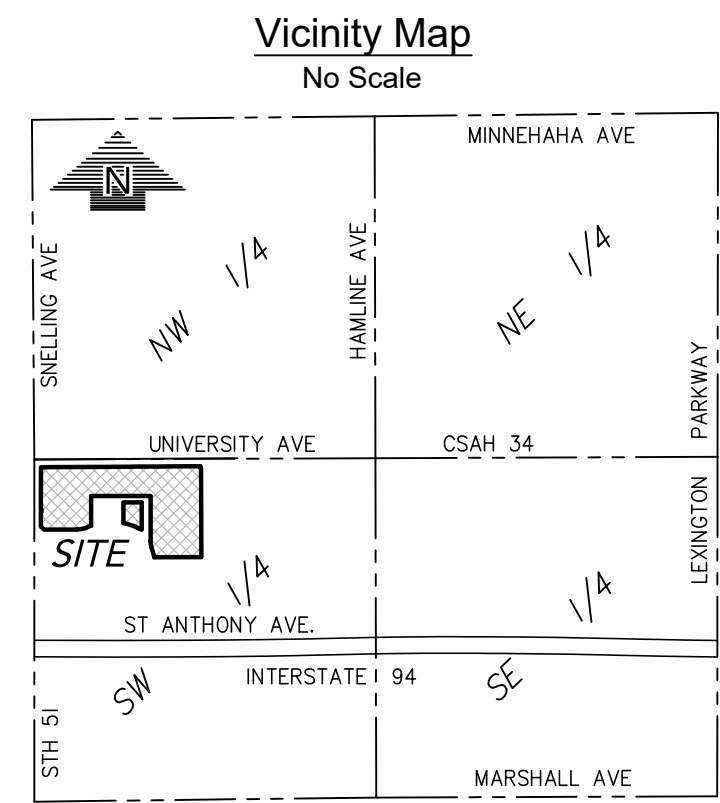 Vicinity Map
No Scale
MINNEHAHA AVE
N
SNELLING AVE
HAMLINE AVE
NW 1/4
NE 1/4
LEXINGTON PARKWAY
UNIVERSITY AVE
CSAH 34
SITE
ST ANTHONY AVE.
SW 1/4
SE 1/4
INTERSTATE 94
STH 51
MARSHALL AVE